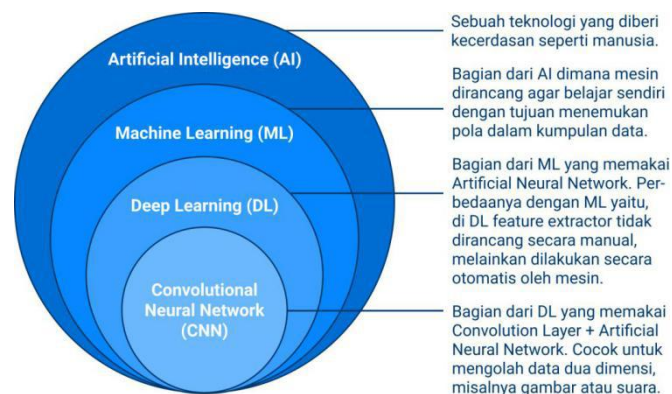 Artificial Intelligence (AI)
Machine Learning (ML)
Deep Learning (DL)
Convolutional
Neural Network
(CNN)
Sebuah teknologi yang diberi
kecerdasan seperti manusia.
Bagian dari AI dimana mesin
dirancang agar belajar sendiri
dengan tujuan menemukan
pola dalam kumpulan data.
Bagian dari ML yang memakai
Artificial Neural Network. Per-
bedaanya dengan ML yaitu,
di DL feature extractor tidak
dirancang secara manual,
melainkan dilakukan secara
otomatis oleh mesin.
Bagian dari DL yang memakai
Convolution Layer + Artificial
Neural Network. Cocok untuk
mengolah data dua dimensi,
misalnya gambar atau suara.